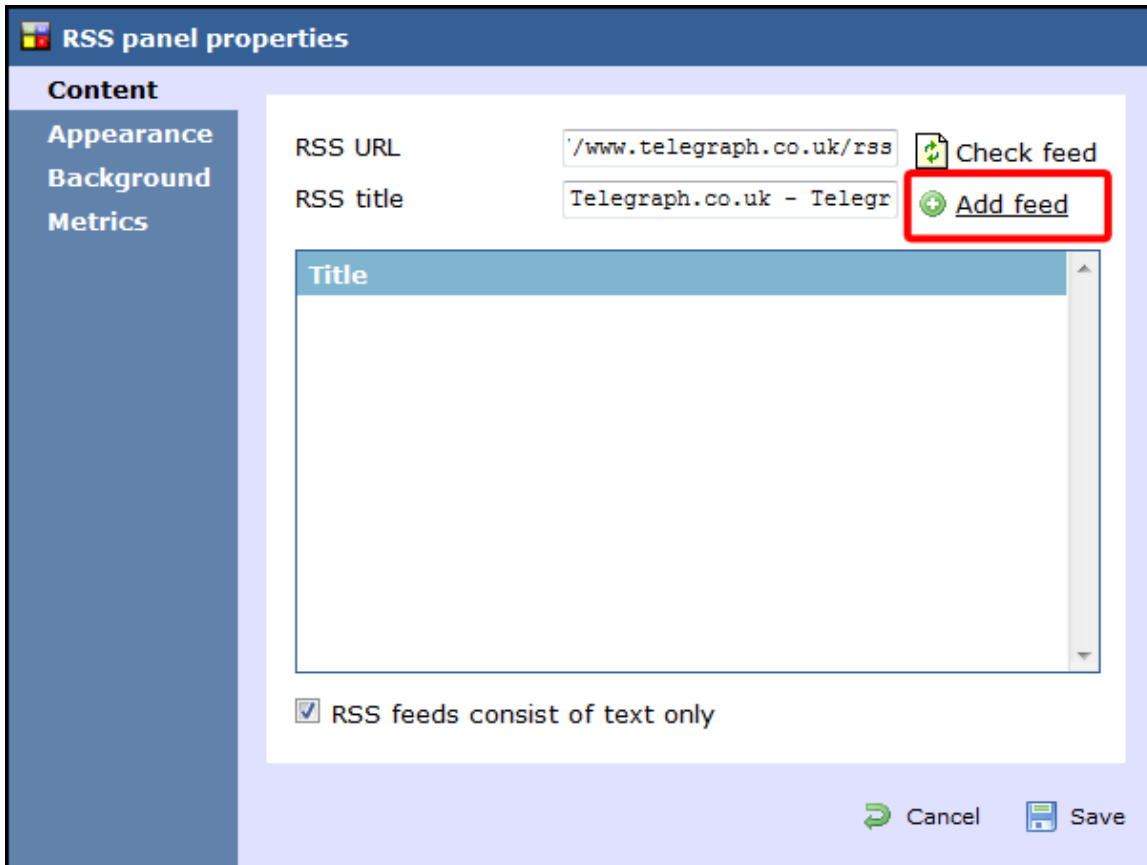 RSS panel properties
Content
Appearance
Background
Metrics
RSS URL '/www.telegraph.co.uk/rss Check feed
RSS title Telegraph.co.uk - Telegr Add feed
Title
RSS feeds consist of text only
Cancel Save